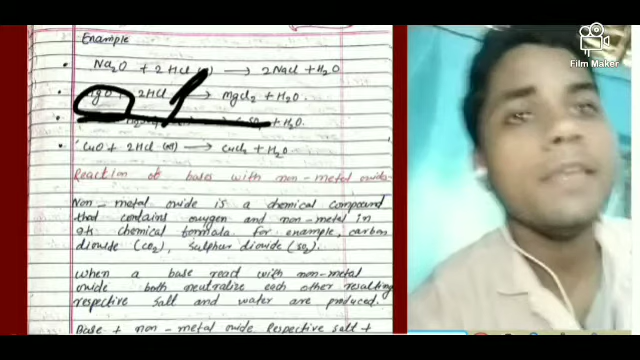 Example
• Na₂O + 2HCl → 2NaCl + H₂O
• MgO + 2HCl → MgCl₂ + H₂O.
• + H₂O.
• CuO + 2HCl (aq) → CuCl₂ + H₂O
Reaction of bases with non-metal oxide-
Non-metal oxide is a chemical compound
that contains oxygen and non-metal in
its chemical formala. For example, carbon
dioxide (CO₂), sulphur dioxide (SO₂).
When a base react with non-metal
oxide both neutralize each other resulting
respective salt and water are produced.
Base + non-metal oxide Respective salt +
Film Maker